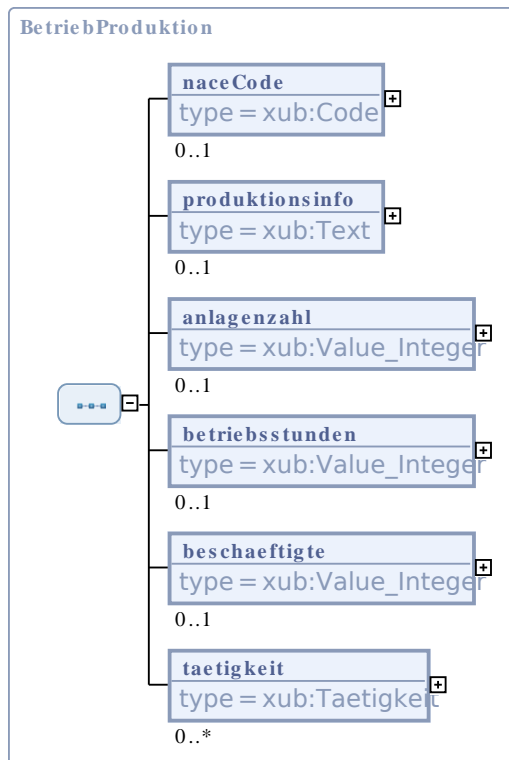 BetriebProduktion
naceCode
type = xub:Code
0..1
produktionsinfo
type = xub:Text
0..1
anlagenzahl
type = xub:Value_Integer
0..1
betriebsstunden
type = xub:Value_Integer
0..1
beschaeftigte
type = xub:Value_Integer
0..1
taetigkeit
type = xub:Taetigkeit
0..*